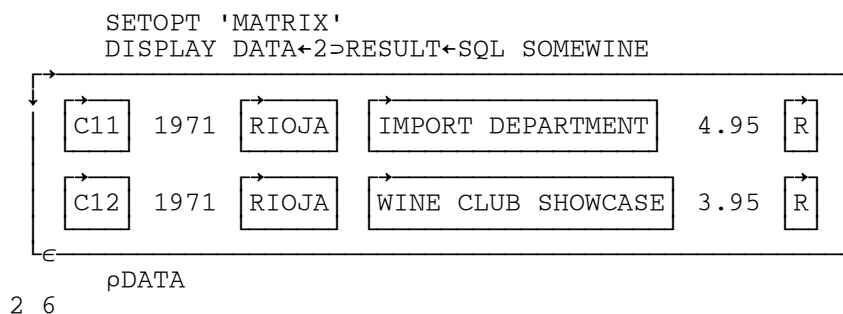 SETOPT 'MATRIX'
DISPLAY DATA←2⊃RESULT←SQL SOMEWINE
C11 1971 RIOJA IMPORT DEPARTMENT 4.95 R
C12 1971 RIOJA WINE CLUB SHOWCASE 3.95 R
⍴DATA
2 6